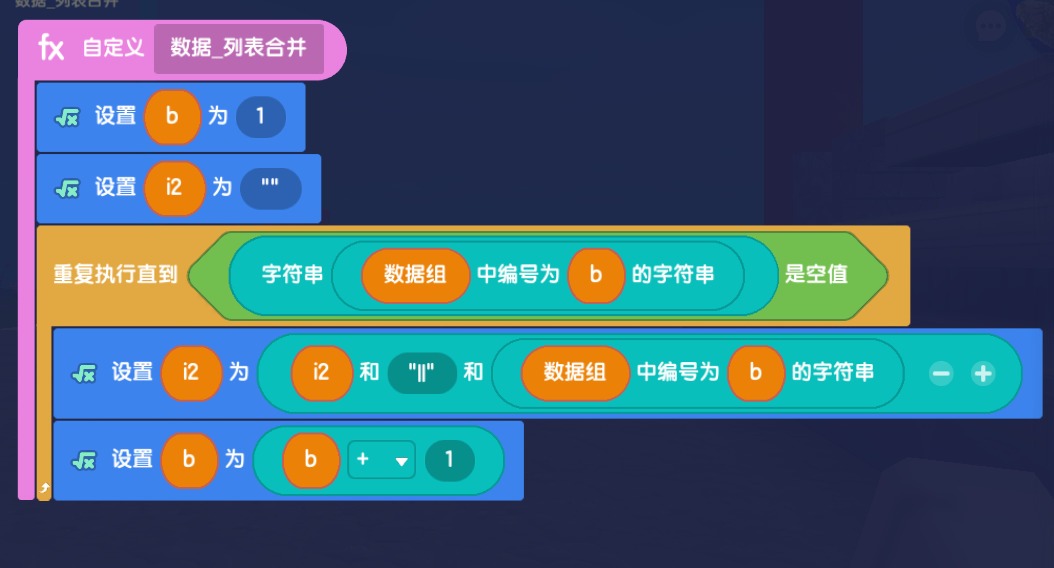 数据_列表合并
fx 自定义 数据_列表合并
√x 设置 b 为 1
√x 设置 i2 为 ""
重复执行直到 字符串 数据组 中编号为 b 的字符串 是空值
√x 设置 i2 为 i2 和 "||" 和 数据组 中编号为 b 的字符串 − +
√x 设置 b 为 b + 1